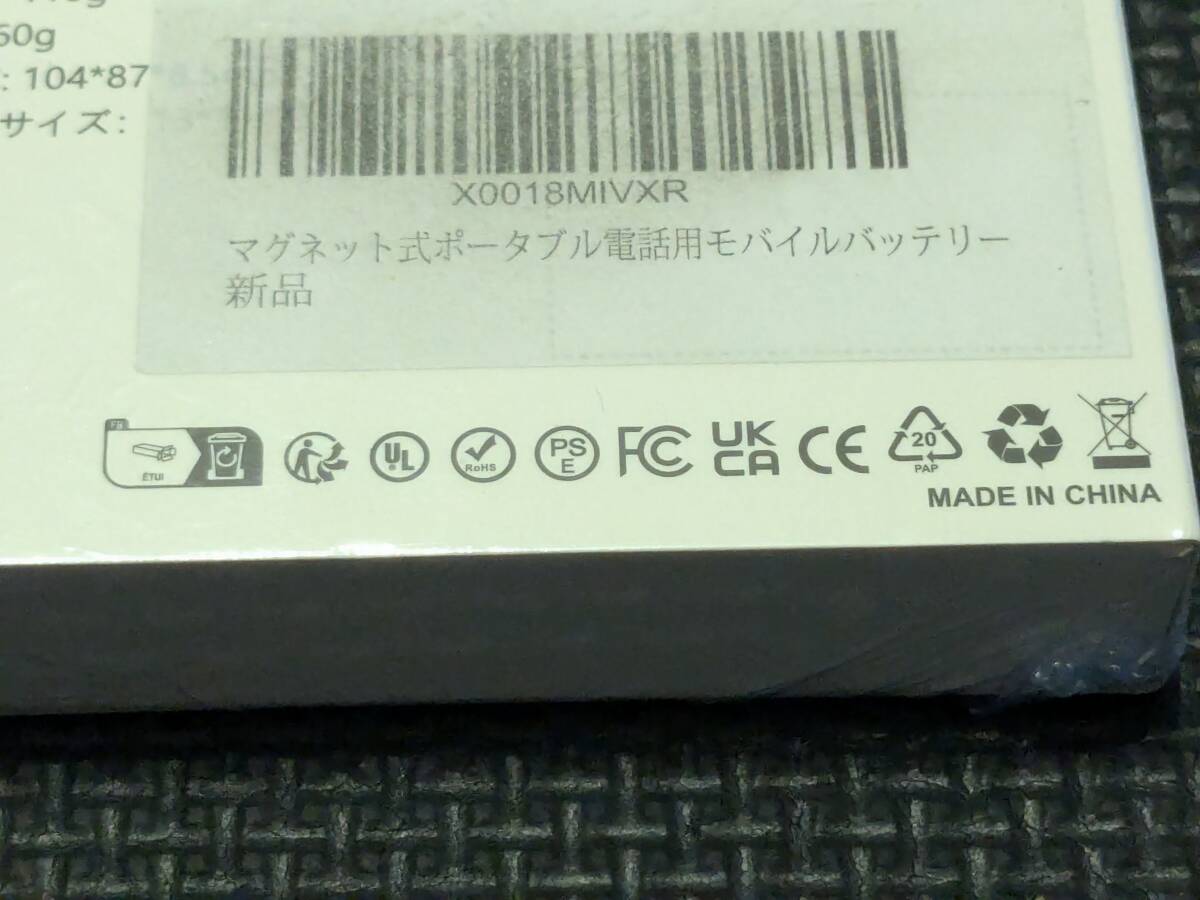 60g
: 104*87
サイズ:
X0018MIVXR
マグネット式ポータブル電話用モバイルバッテリー
新品
FR
ÉTUI
UL
RoHS
PS
E
FC
UK
CA
CE
20
PAP
MADE IN CHINA